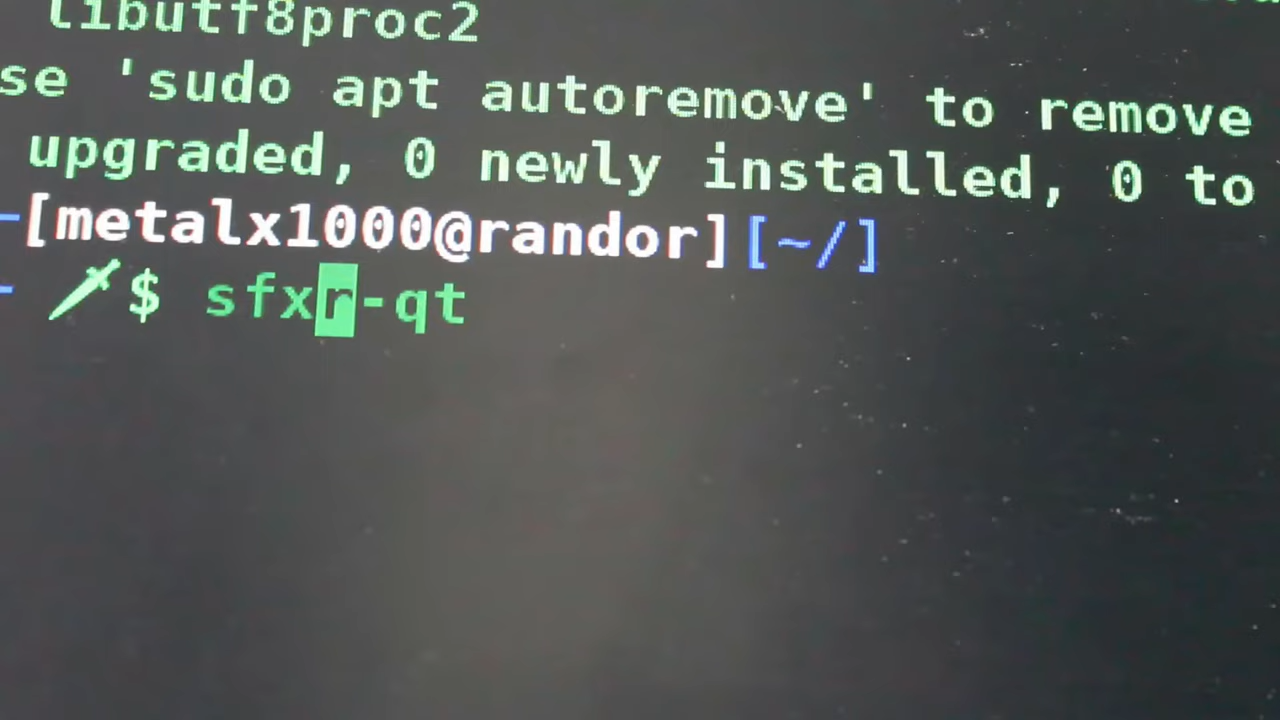 libutf8proc2
se 'sudo apt autoremove' to remove
upgraded, 0 newly installed, 0 to
-[metalx1000@randor][~/]
- $ sfxr-qt